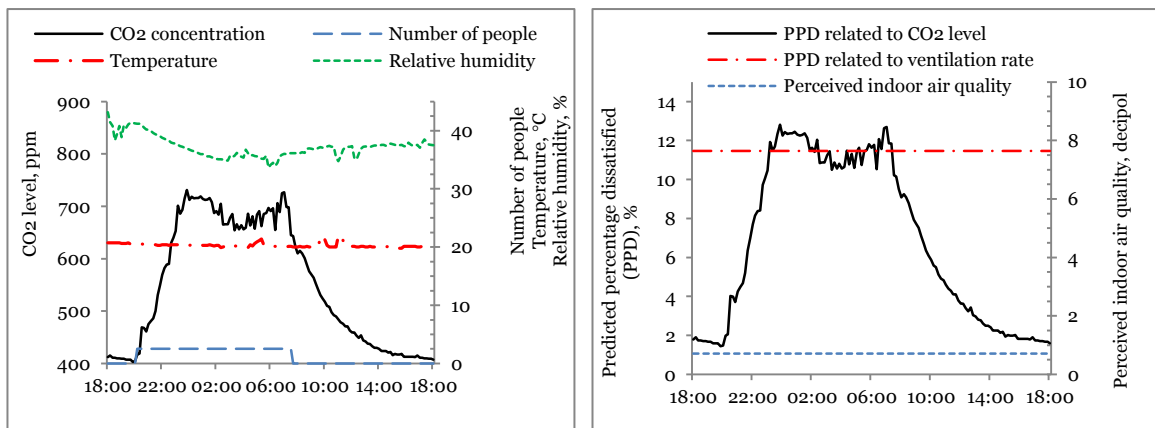 CO2 concentration
Number of people
Temperature
Relative humidity
900
800
700
600
500
400
CO2 level, ppm
40
30
20
10
0
Number of people
Temperature, °C
Relative humidity, %
18:00 22:00 02:00 06:00 10:00 14:00 18:00
PPD related to CO2 level
PPD related to ventilation rate
Perceived indoor air quality
14
12
10
8
6
4
2
0
Predicted percentage dissatisfied
(PPD), %
10
8
6
4
2
0
Perceived indoor air quality, decipol
18:00 22:00 02:00 06:00 10:00 14:00 18:00